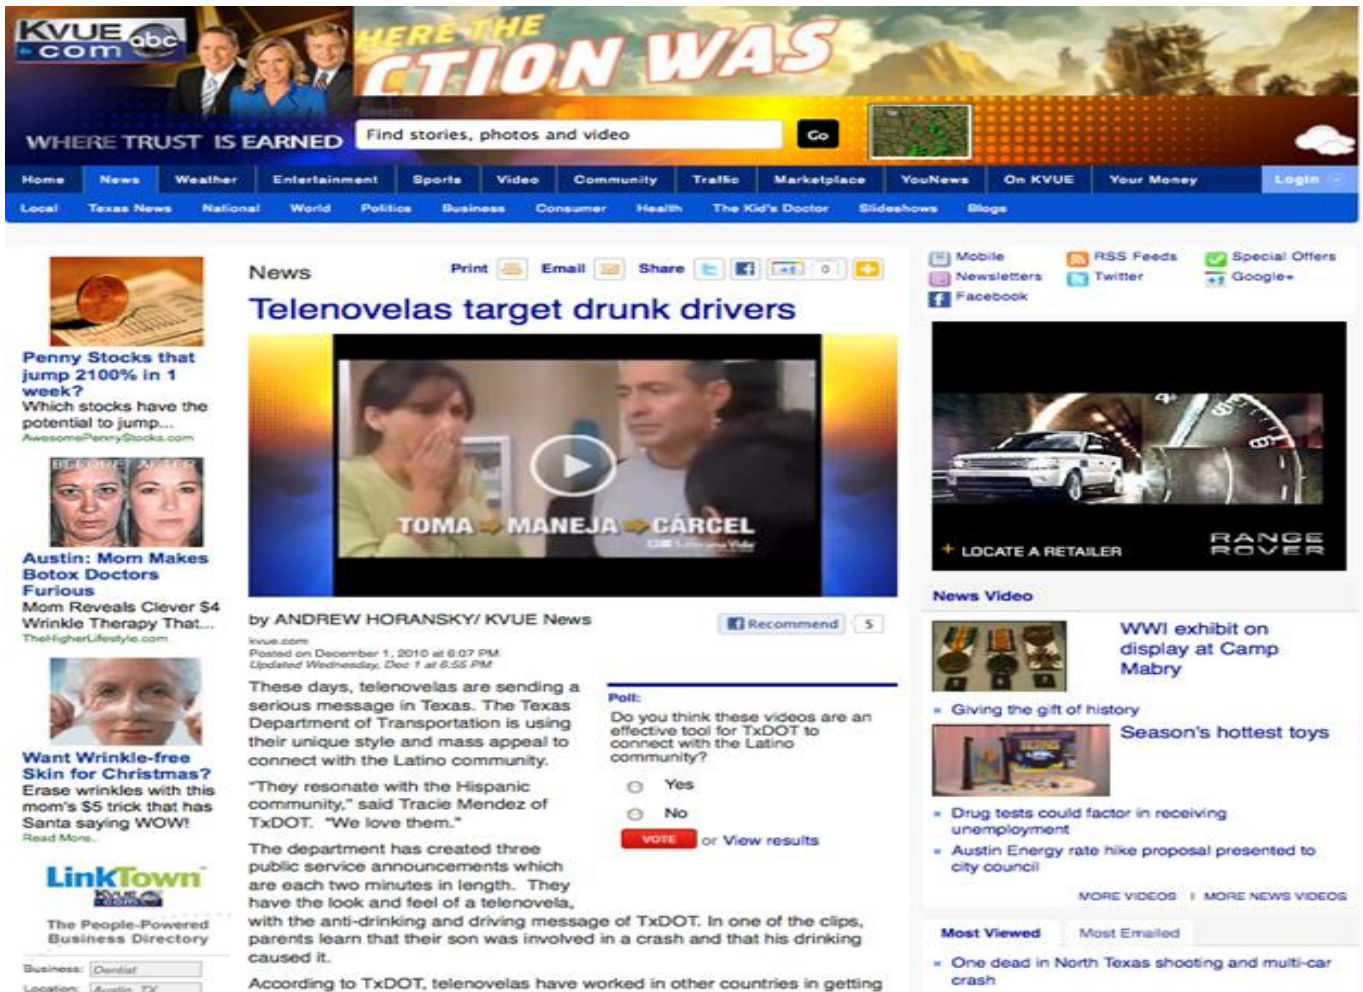 KVUE abc
com
HERE THE
CTION WAS
WHERE TRUST IS EARNED
Search
Find stories, photos and video
Go
Home News Weather Entertainment Sports Video Community Traffic Marketplace YouNews On KVUE Your Money Login
Local Texas News National World Politics Business Consumer Health The Kid's Doctor Slideshows Blogs
Penny Stocks that
jump 2100% in 1
week?
Which stocks have the
potential to jump...
AwesomePennyStocks.com
BEFORE AFTER
Austin: Mom Makes
Botox Doctors
Furious
Mom Reveals Clever $4
Wrinkle Therapy That...
TheHigherLifestyle.com
Want Wrinkle-free
Skin for Christmas?
Erase wrinkles with this
mom's $5 trick that has
Santa saying WOW!
Read More..
LinkTown
KVUE abc
com
The People-Powered
Business Directory
Business: Dentist
Location: Austin, TX
News
Print Email Share +1 0
Telenovelas target drunk drivers
TOMA MANEJA CÁRCEL
by ANDREW HORANSKY/ KVUE News
Recommend 5
kvue.com
Posted on December 1, 2010 at 6:07 PM
Updated Wednesday, Dec 1 at 6:55 PM
These days, telenovelas are sending a
serious message in Texas. The Texas
Department of Transportation is using
their unique style and mass appeal to
connect with the Latino community.
"They resonate with the Hispanic
community," said Tracie Mendez of
TxDOT. "We love them."
The department has created three
public service announcements which
are each two minutes in length. They
have the look and feel of a telenovela,
with the anti-drinking and driving message of TxDOT. In one of the clips,
parents learn that their son was involved in a crash and that his drinking
caused it.
According to TxDOT, telenovelas have worked in other countries in getting
Poll:
Do you think these videos are an
effective tool for TxDOT to
connect with the Latino
community?
Yes
No
VOTE or View results
Mobile RSS Feeds Special Offers
Newsletters Twitter Google+
Facebook
+ LOCATE A RETAILER
RANGE
ROVER
News Video
WWI exhibit on
display at Camp
Mabry
Giving the gift of history
Season's hottest toys
Drug tests could factor in receiving
unemployment
Austin Energy rate hike proposal presented to
city council
MORE VIDEOS | MORE NEWS VIDEOS
Most Viewed Most Emailed
One dead in North Texas shooting and multi-car
crash